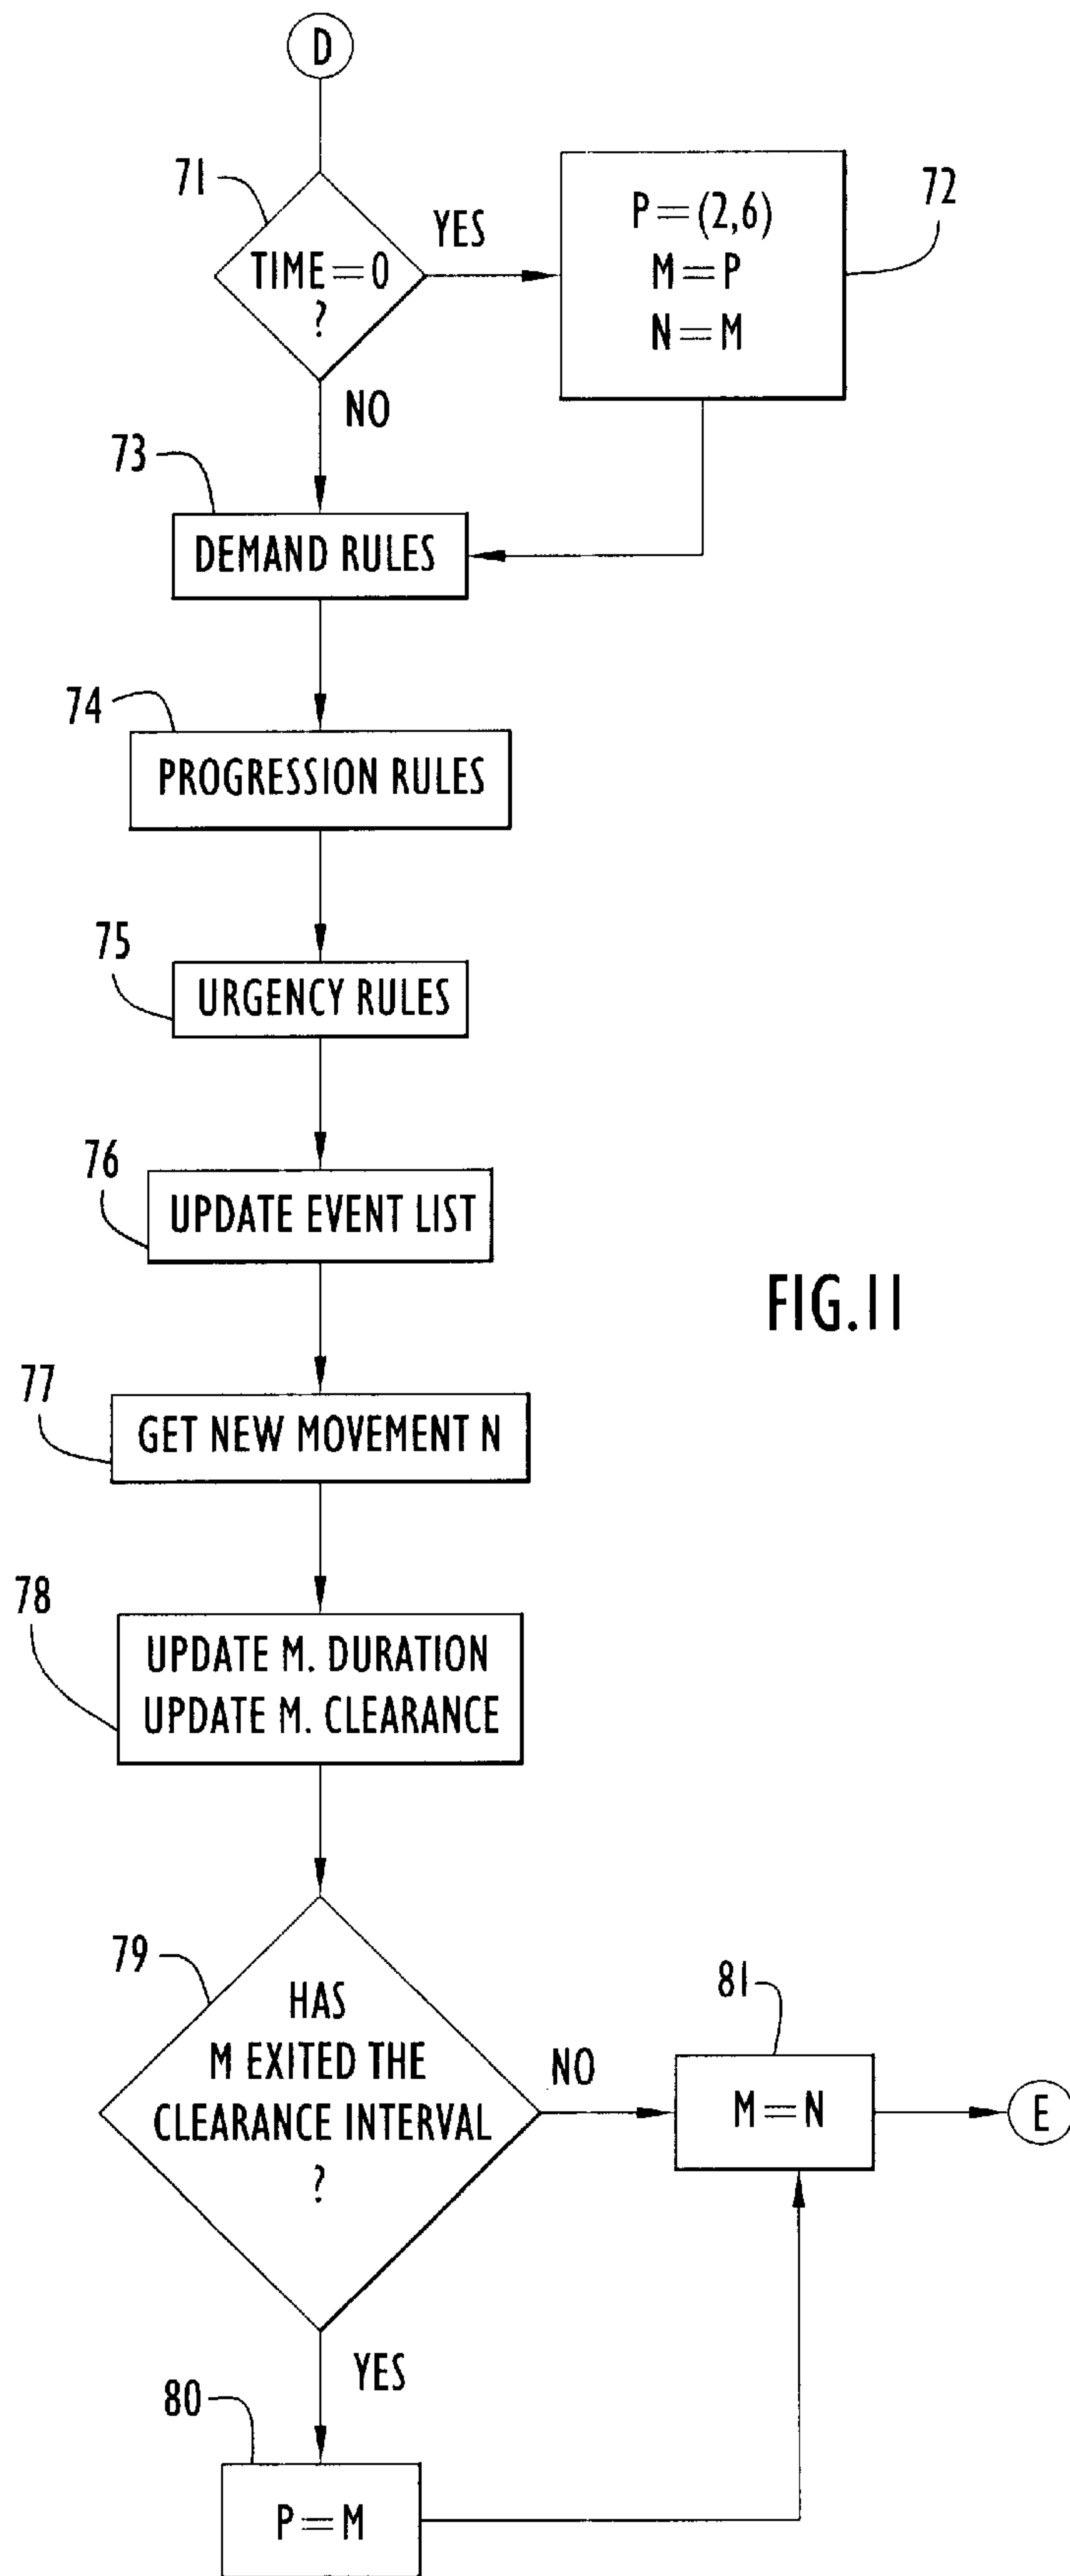 D
71
TIME=0
?
YES
P=(2,6)
M=P
N=M
72
NO
73
DEMAND RULES
74
PROGRESSION RULES
75
URGENCY RULES
76
UPDATE EVENT LIST
FIG.11
77
GET NEW MOVEMENT N
78
UPDATE M. DURATION
UPDATE M. CLEARANCE
79
HAS
M EXITED THE
CLEARANCE INTERVAL
?
NO
81
M=N
E
YES
80
P=M